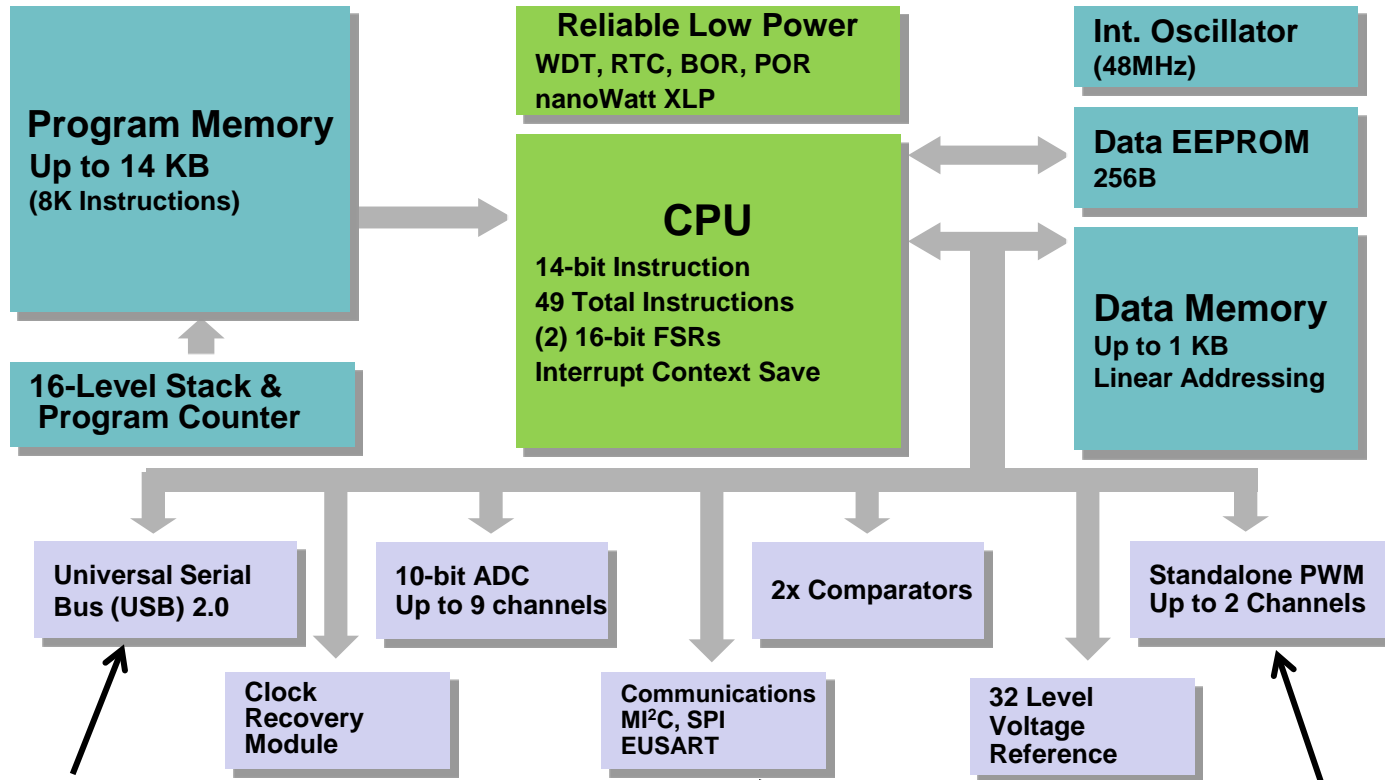 Program Memory
Up to 14 KB
(8K Instructions)
16-Level Stack &
Program Counter
Reliable Low Power
WDT, RTC, BOR, POR
nanoWatt XLP
CPU
14-bit Instruction
49 Total Instructions
(2) 16-bit FSRs
Interrupt Context Save
Int. Oscillator
(48MHz)
Data EEPROM
256B
Data Memory
Up to 1 KB
Linear Addressing
Universal Serial
Bus (USB) 2.0
Clock
Recovery
Module
10-bit ADC
Up to 9 channels
Communications
MI²C, SPI
EUSART
2x Comparators
32 Level
Voltage
Reference
Standalone PWM
Up to 2 Channels